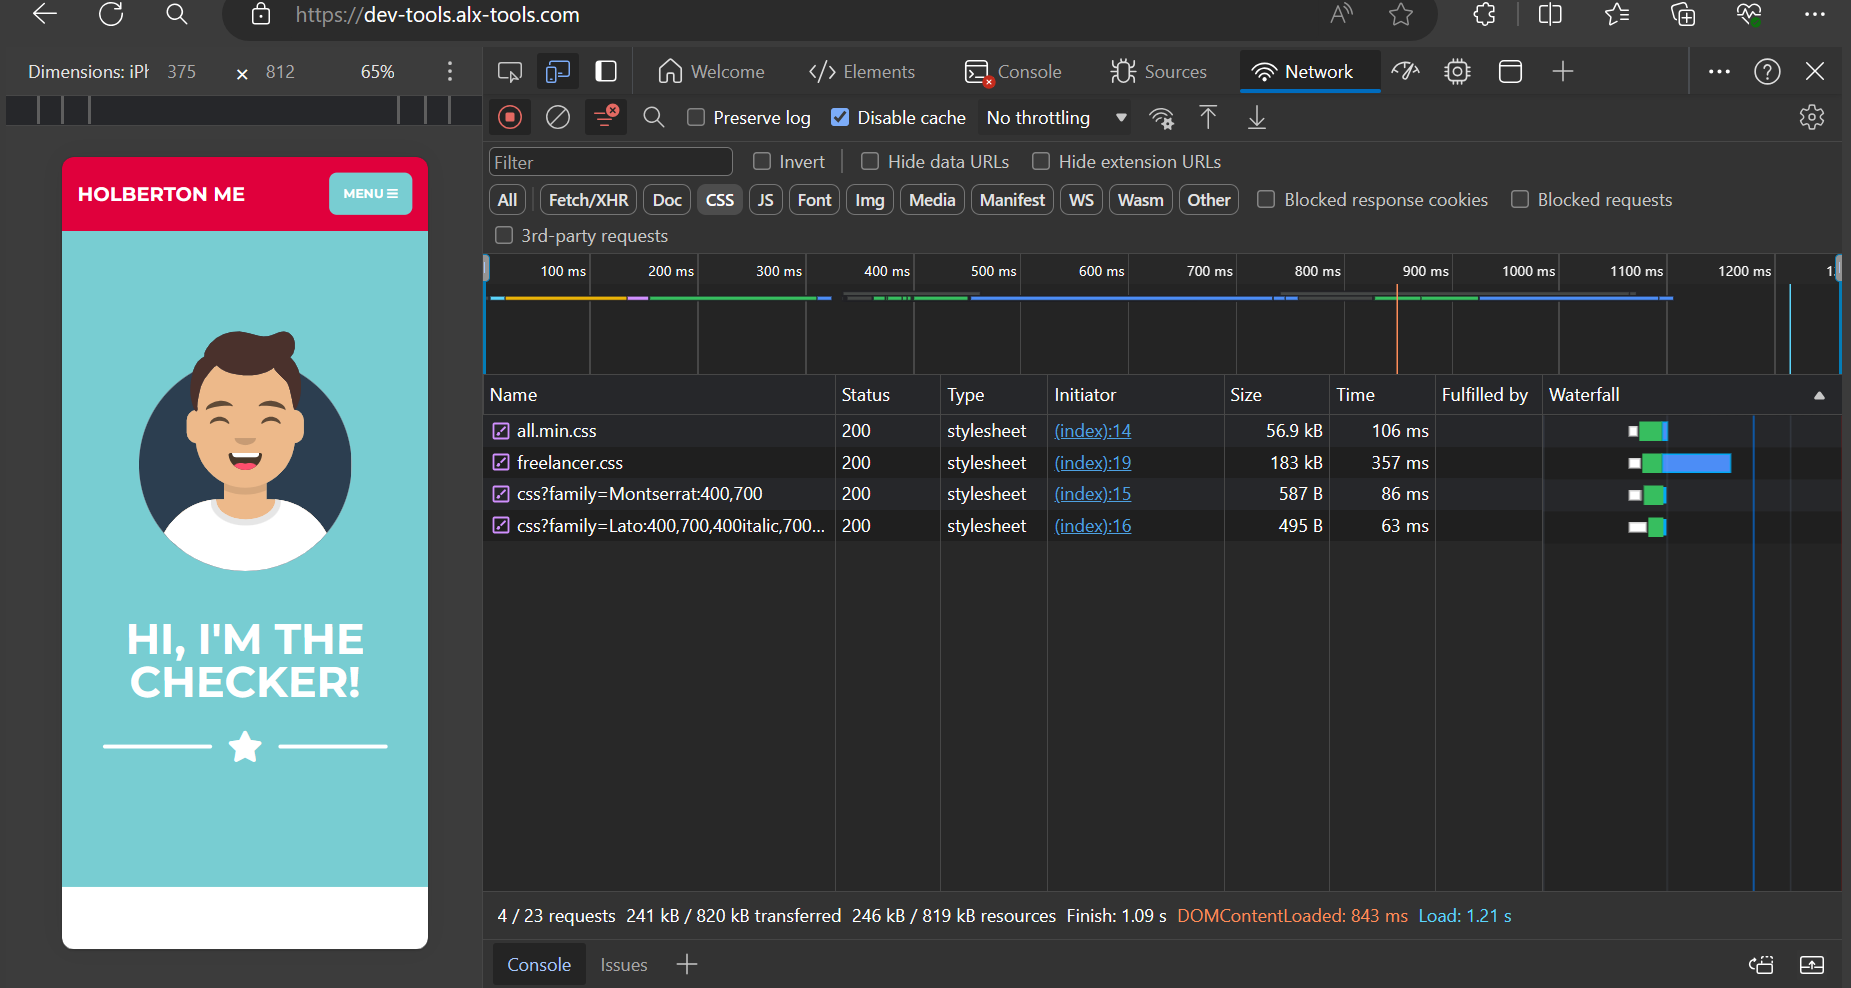 https://dev-tools.alx-tools.com
Dimensions: iPh 375 × 812 65%
Welcome Elements Console Sources Network
Preserve log Disable cache No throttling
Filter Invert Hide data URLs Hide extension URLs
All Fetch/XHR Doc CSS JS Font Img Media Manifest WS Wasm Other Blocked response cookies Blocked requests
3rd-party requests
100 ms 200 ms 300 ms 400 ms 500 ms 600 ms 700 ms 800 ms 900 ms 1000 ms 1100 ms 1200 ms
Name Status Type Initiator Size Time Fulfilled by Waterfall
all.min.css 200 stylesheet (index):14 56.9 kB 106 ms
freelancer.css 200 stylesheet (index):19 183 kB 357 ms
css?family=Montserrat:400,700 200 stylesheet (index):15 587 B 86 ms
css?family=Lato:400,700,400italic,700... 200 stylesheet (index):16 495 B 63 ms
4 / 23 requests 241 kB / 820 kB transferred 246 kB / 819 kB resources Finish: 1.09 s DOMContentLoaded: 843 ms Load: 1.21 s
Console Issues
HOLBERTON ME
MENU
HI, I'M THE
CHECKER!